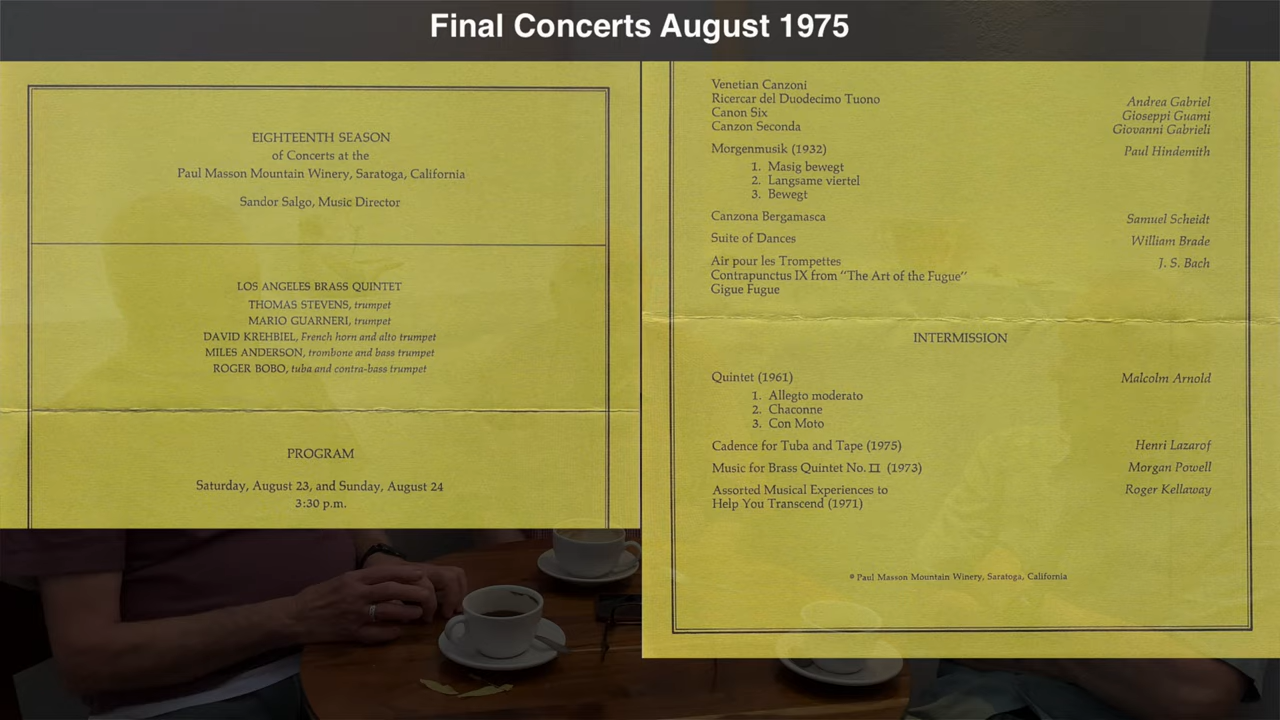 Final Concerts August 1975
EIGHTEENTH SEASON
of Concerts at the
Paul Masson Mountain Winery, Saratoga, California
Sandor Salgo, Music Director
LOS ANGELES BRASS QUINTET
THOMAS STEVENS, trumpet
MARIO GUARNERI, trumpet
DAVID KREHBIEL, French horn and alto trumpet
MILES ANDERSON, trombone and bass trumpet
ROGER BOBO, tuba and contra-bass trumpet
PROGRAM
Saturday, August 23, and Sunday, August 24
3:30 p.m.
Venetian Canzoni
Ricercar del Duodecimo Tuono Andrea Gabriel
Canon Six Gioseppi Guami
Canzon Seconda Giovanni Gabrieli
Morgenmusik (1932) Paul Hindemith
1. Masig bewegt
2. Langsame viertel
3. Bewegt
Canzona Bergamasca Samuel Scheidt
Suite of Dances William Brade
Air pour les Trompettes J. S. Bach
Contrapunctus IX from "The Art of the Fugue"
Gigue Fugue
INTERMISSION
Quintet (1961) Malcolm Arnold
1. Allegto moderato
2. Chaconne
3. Con Moto
Cadence for Tuba and Tape (1975) Henri Lazarof
Music for Brass Quintet No. II (1973) Morgan Powell
Assorted Musical Experiences to Roger Kellaway
Help You Transcend (1971)
© Paul Masson Mountain Winery, Saratoga, California